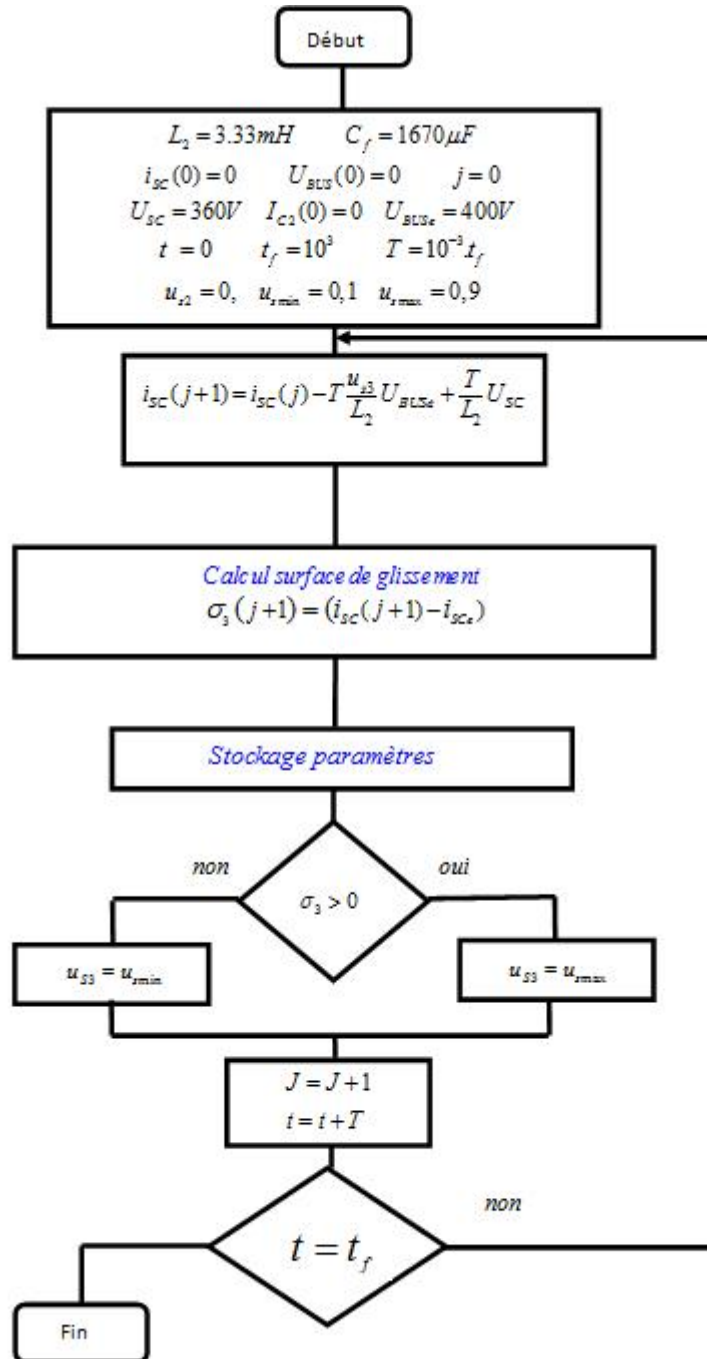 Début
L₂ = 3.33mH C_f = 1670μF
i_SC(0) = 0 U_BUS(0) = 0 j = 0
U_SC = 360V I_C2(0) = 0 U_BUSe = 400V
t = 0 t_f = 10³ T = 10⁻³.t_f
u_s2 = 0, u_smin = 0,1 u_smax = 0,9
i_SC(j+1) = i_SC(j) − T u_s3/L₂ U_BUSe + T/L₂ U_SC
Calcul surface de glissement
σ₃(j+1) = (i_SC(j+1) − i_SCe)
Stockage paramètres
non oui
σ₃ > 0
u_S3 = u_smin u_S3 = u_smax
J = J+1
t = t+T
non
t = t_f
Fin